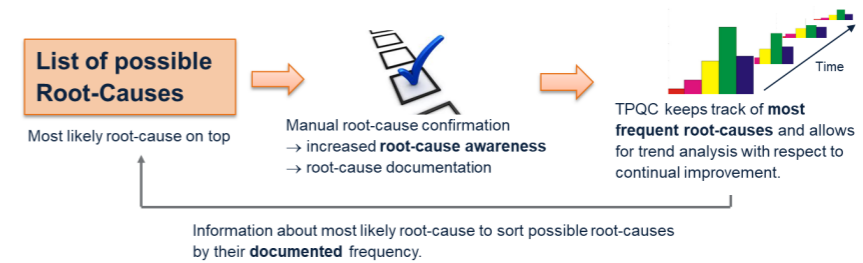 List of possible
Root-Causes
Most likely root-cause on top
Manual root-cause confirmation
→ increased root-cause awareness
→ root-cause documentation
Time
TPQC keeps track of most
frequent root-causes and allows
for trend analysis with respect to
continual improvement.
Information about most likely root-cause to sort possible root-causes
by their documented frequency.